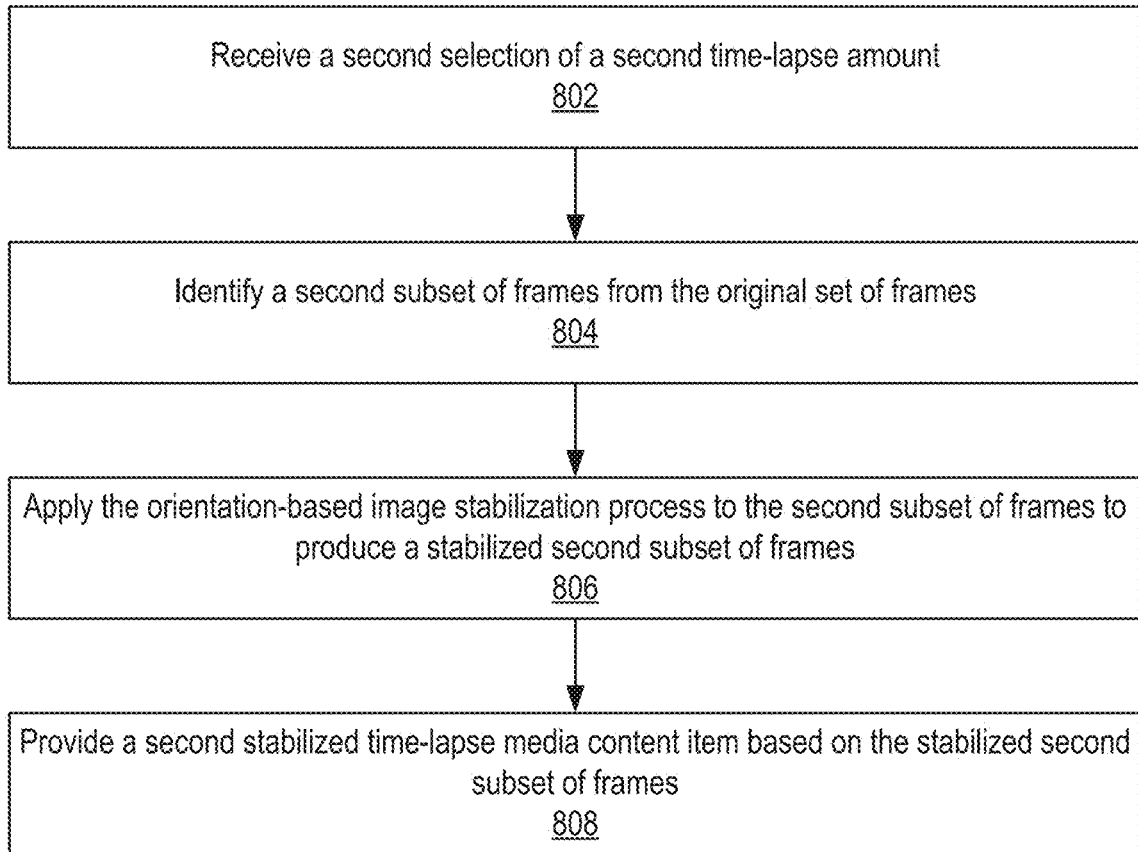 Receive a second selection of a second time-lapse amount
802
Identify a second subset of frames from the original set of frames
804
Apply the orientation-based image stabilization process to the second subset of frames to
produce a stabilized second subset of frames
806
Provide a second stabilized time-lapse media content item based on the stabilized second
subset of frames
808